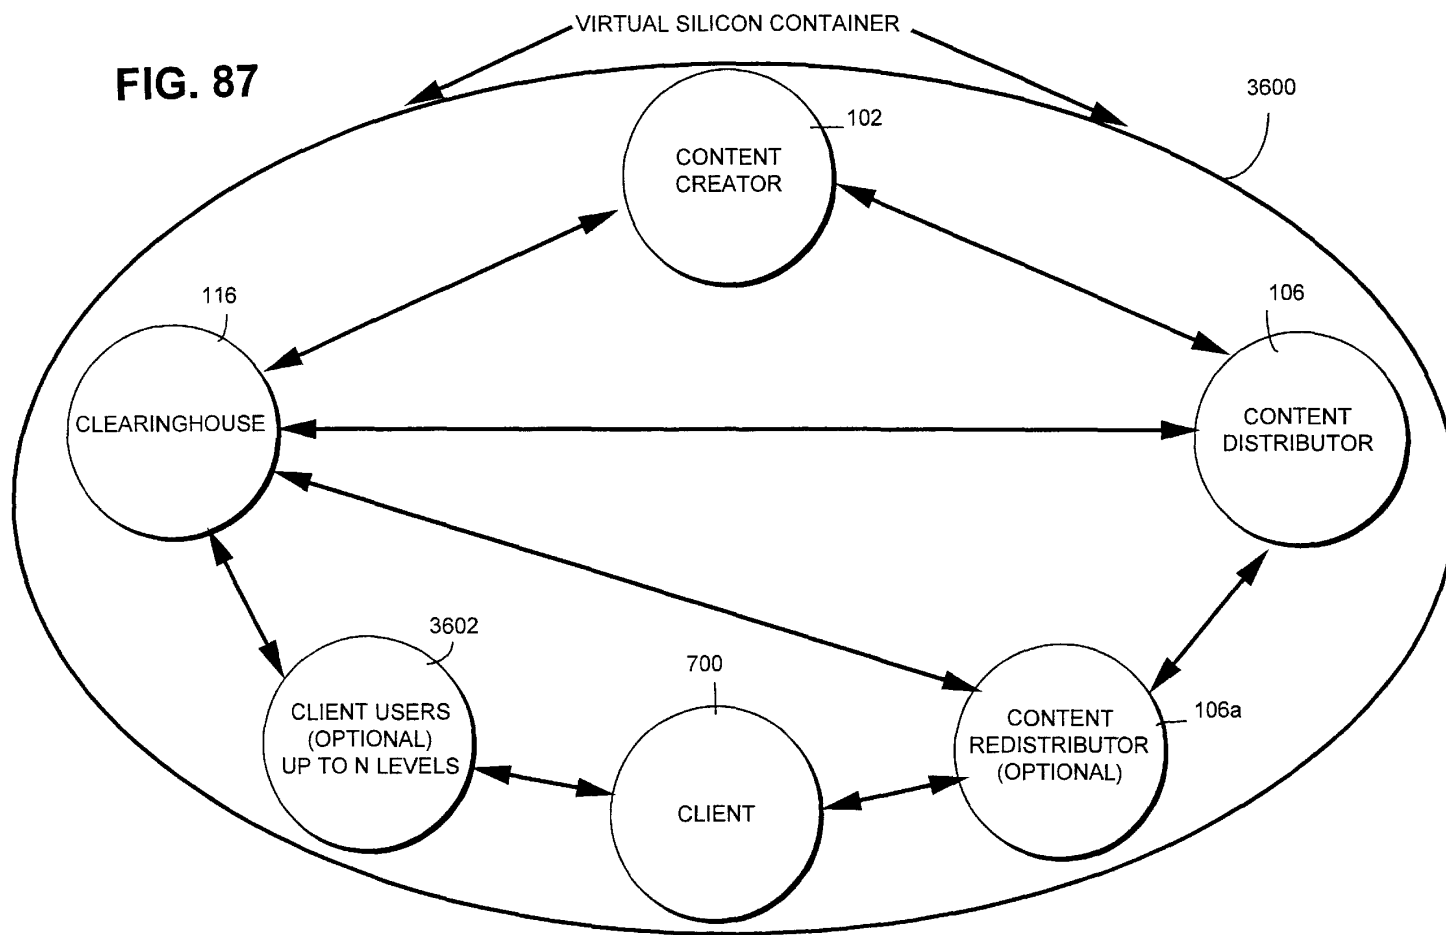 VIRTUAL SILICON CONTAINER
FIG. 87
3600
102
CONTENT
CREATOR
116
106
CLEARINGHOUSE
CONTENT
DISTRIBUTOR
3602
700
106a
CLIENT USERS
(OPTIONAL)
UP TO N LEVELS
CONTENT
REDISTRIBUTOR
(OPTIONAL)
CLIENT